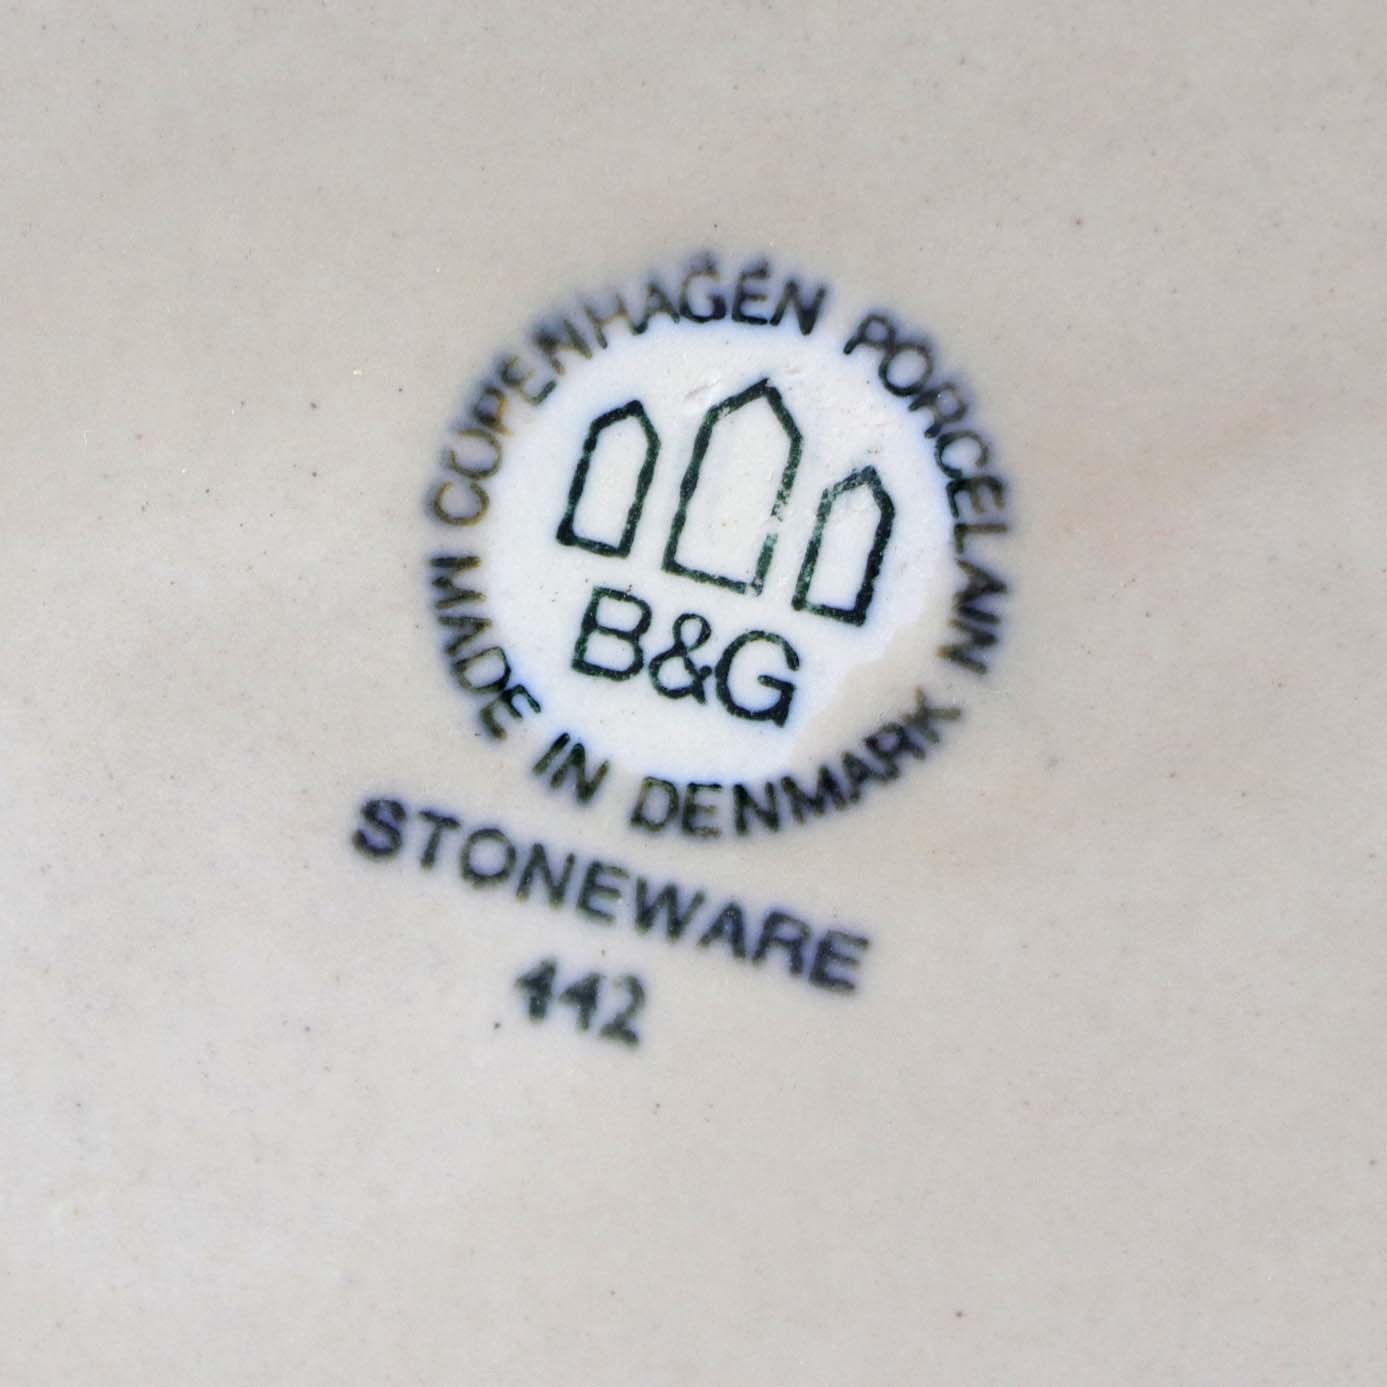 COPENHAGEN PORCELAIN
B&G
MADE IN DENMARK
STONEWARE
442